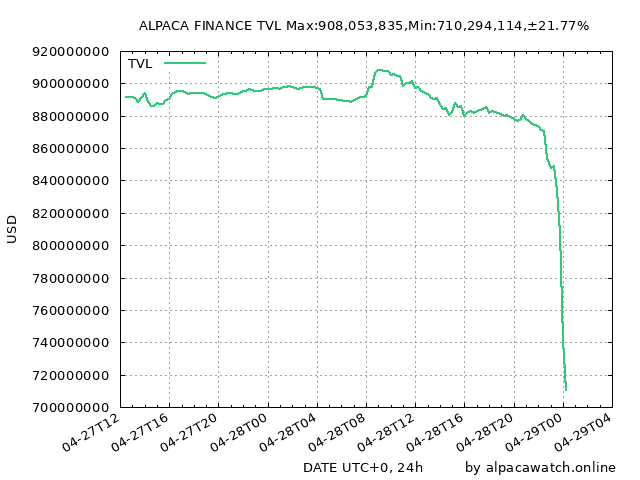 ALPACA FINANCE TVL Max:908,053,835,Min:710,294,114,±21.77%
TVL
920000000
900000000
880000000
860000000
840000000
820000000
800000000
780000000
760000000
740000000
720000000
700000000
USD
04-27T12
04-27T16
04-27T20
04-28T00
04-28T04
04-28T08
04-28T12
04-28T16
04-28T20
04-29T00
04-29T04
DATE UTC+0, 24h
by alpacawatch.online